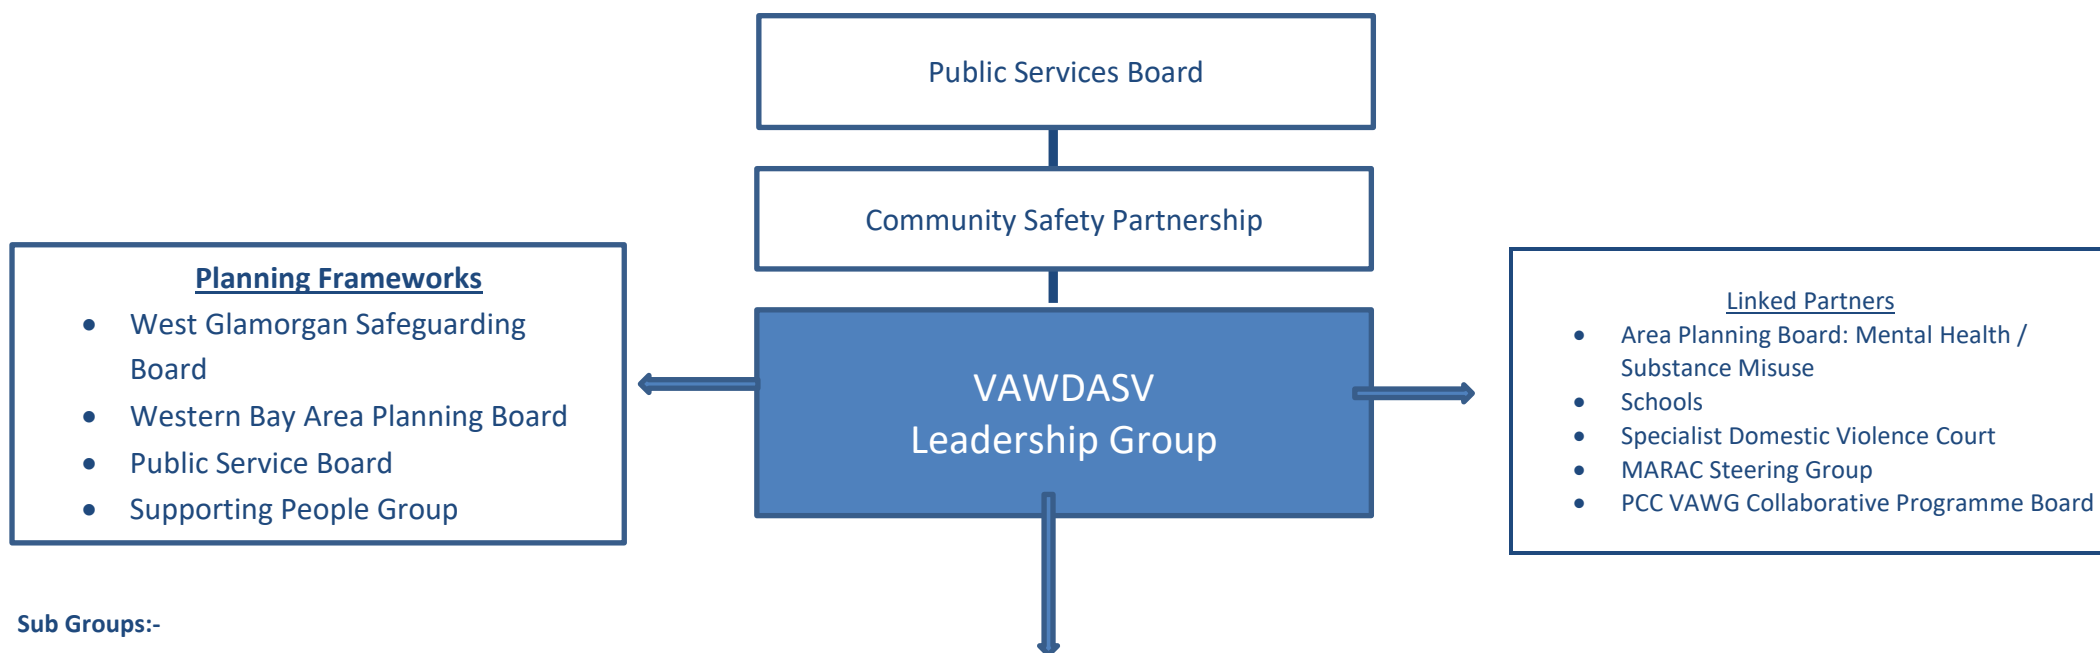 Public Services Board
Community Safety Partnership
Planning Frameworks
• West Glamorgan Safeguarding
Board
• Western Bay Area Planning Board
• Public Service Board
• Supporting People Group
VAWDASV
Leadership Group
Linked Partners
• Area Planning Board: Mental Health /
Substance Misuse
• Schools
• Specialist Domestic Violence Court
• MARAC Steering Group
• PCC VAWG Collaborative Programme Board
Sub Groups:-